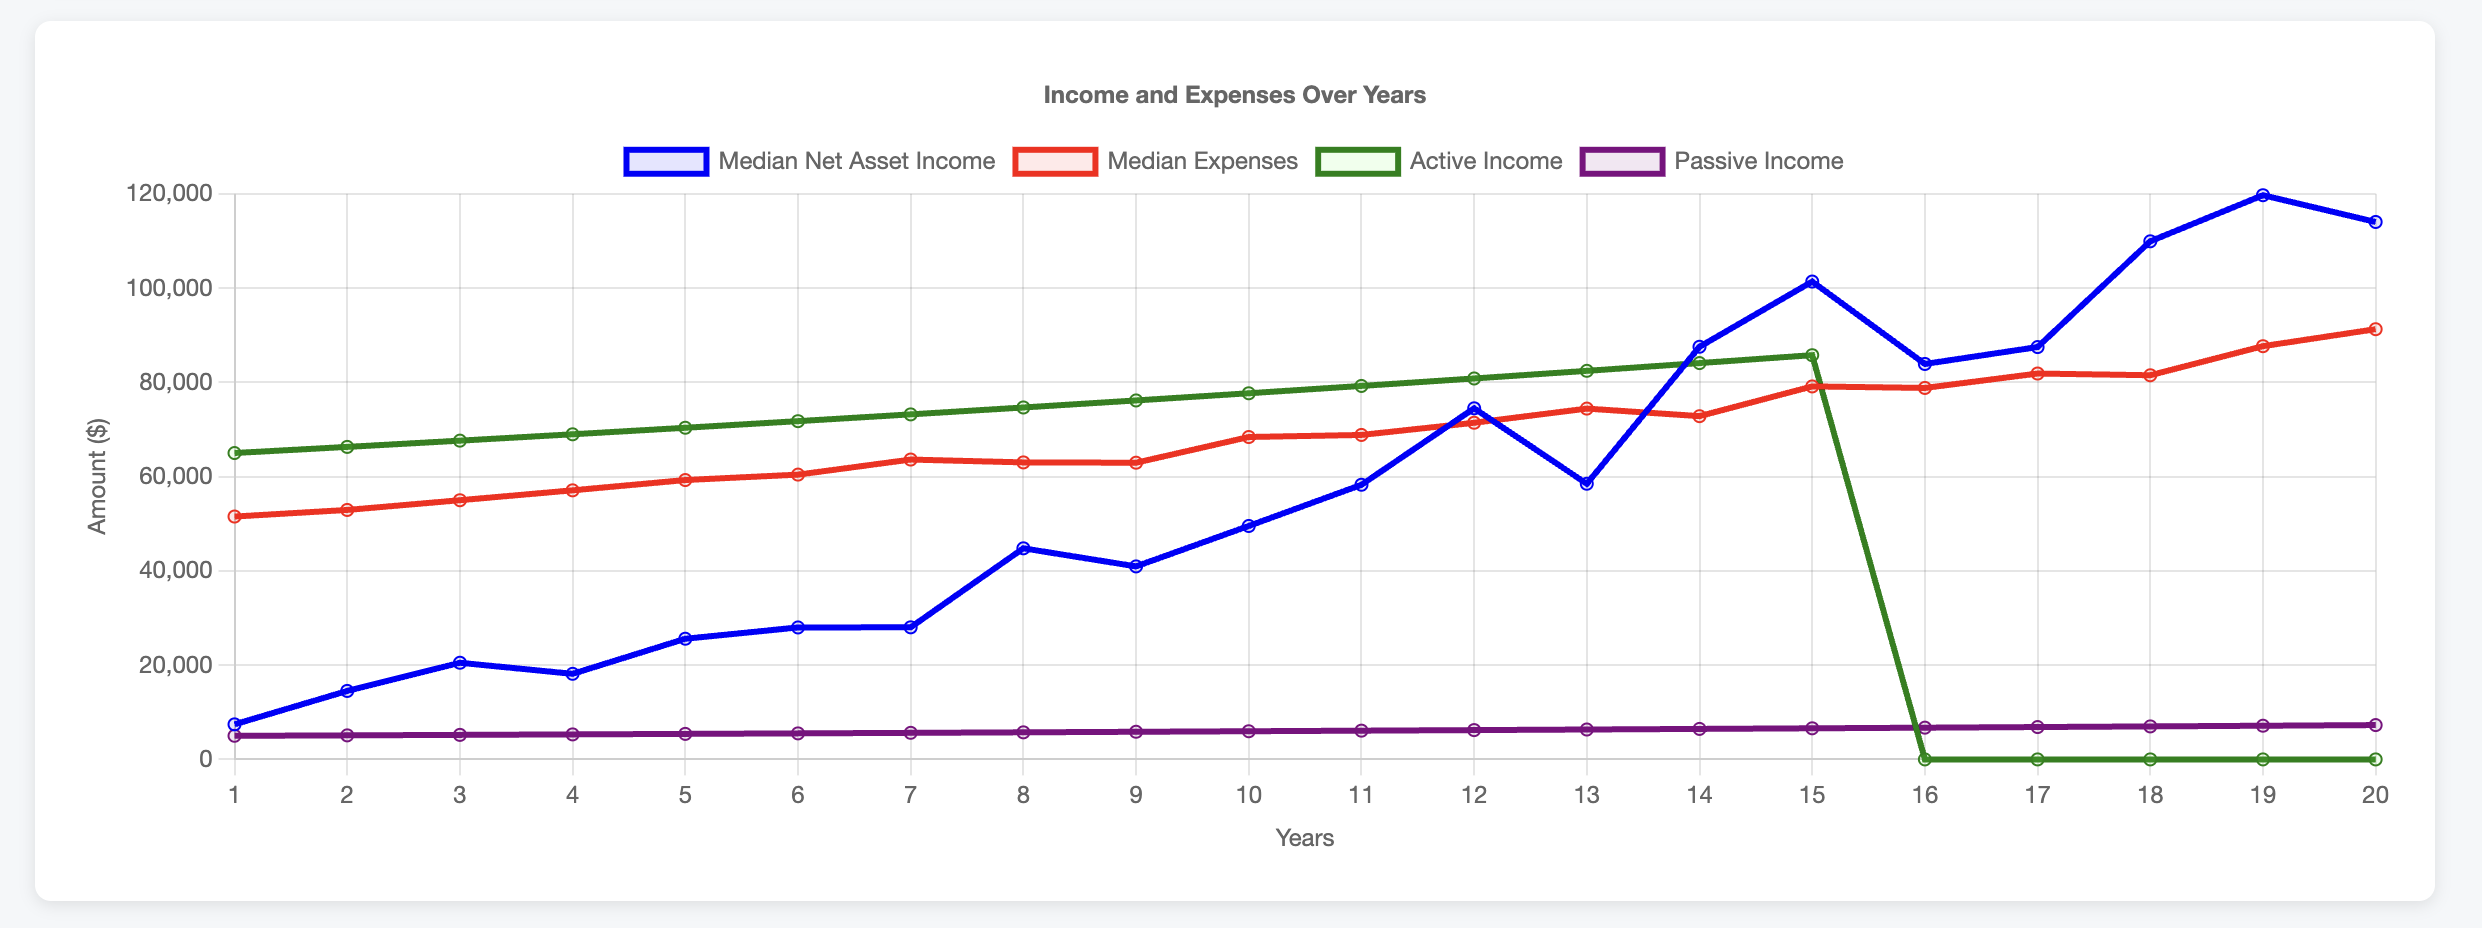 Income and Expenses Over Years
Median Net Asset Income Median Expenses Active Income Passive Income
120,000
100,000
80,000
60,000
40,000
20,000
0
Amount ($)
1 2 3 4 5 6 7 8 9 10 11 12 13 14 15 16 17 18 19 20
Years